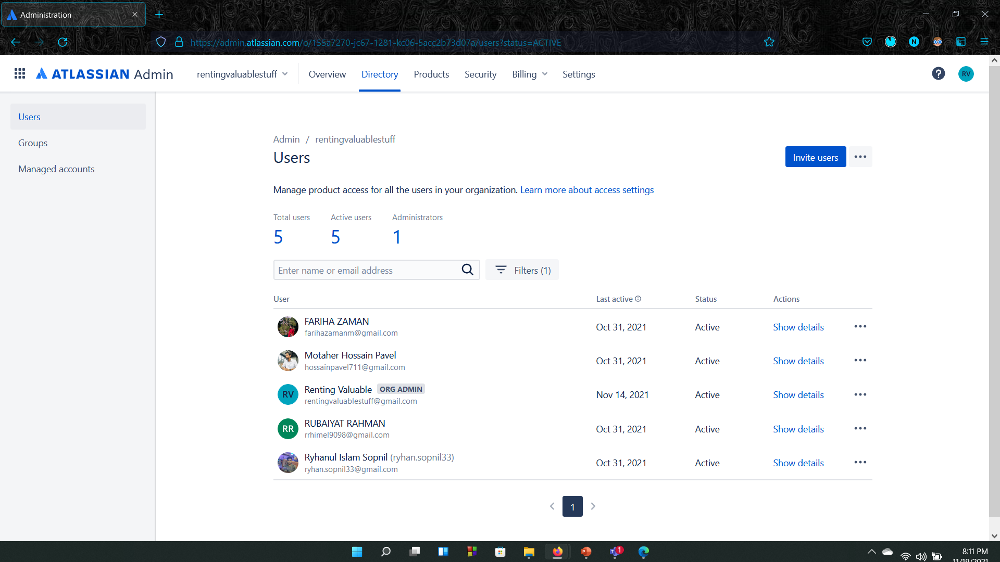 Administration
https://admin.atlassian.com/o/155a7270-jc67-1281-kc06-5acc2b73d07a/users?status=ACTIVE
N
ATLASSIAN Admin
rentingvaluablestuff
Overview
Directory
Products
Security
Billing
Settings
?
RV
Users
Groups
Managed accounts
Admin / rentingvaluablestuff
Users
Invite users
Manage product access for all the users in your organization. Learn more about access settings
Total users
Active users
Administrators
5
5
1
Enter name or email address
Filters (1)
User
Last active
Status
Actions
FARIHA ZAMAN
farihazamanm@gmail.com
Oct 31, 2021
Active
Show details
Motaher Hossain Pavel
hossainpavel711@gmail.com
Oct 31, 2021
Active
Show details
RV
Renting Valuable ORG ADMIN
rentingvaluablestuff@gmail.com
Nov 14, 2021
Active
Show details
RR
RUBAIYAT RAHMAN
rrhimel9098@gmail.com
Oct 31, 2021
Active
Show details
Ryhanul Islam Sopnil (ryhan.sopnil33)
ryhan.sopnil33@gmail.com
Oct 31, 2021
Active
Show details
1
1
8:11 PM
11/19/2021